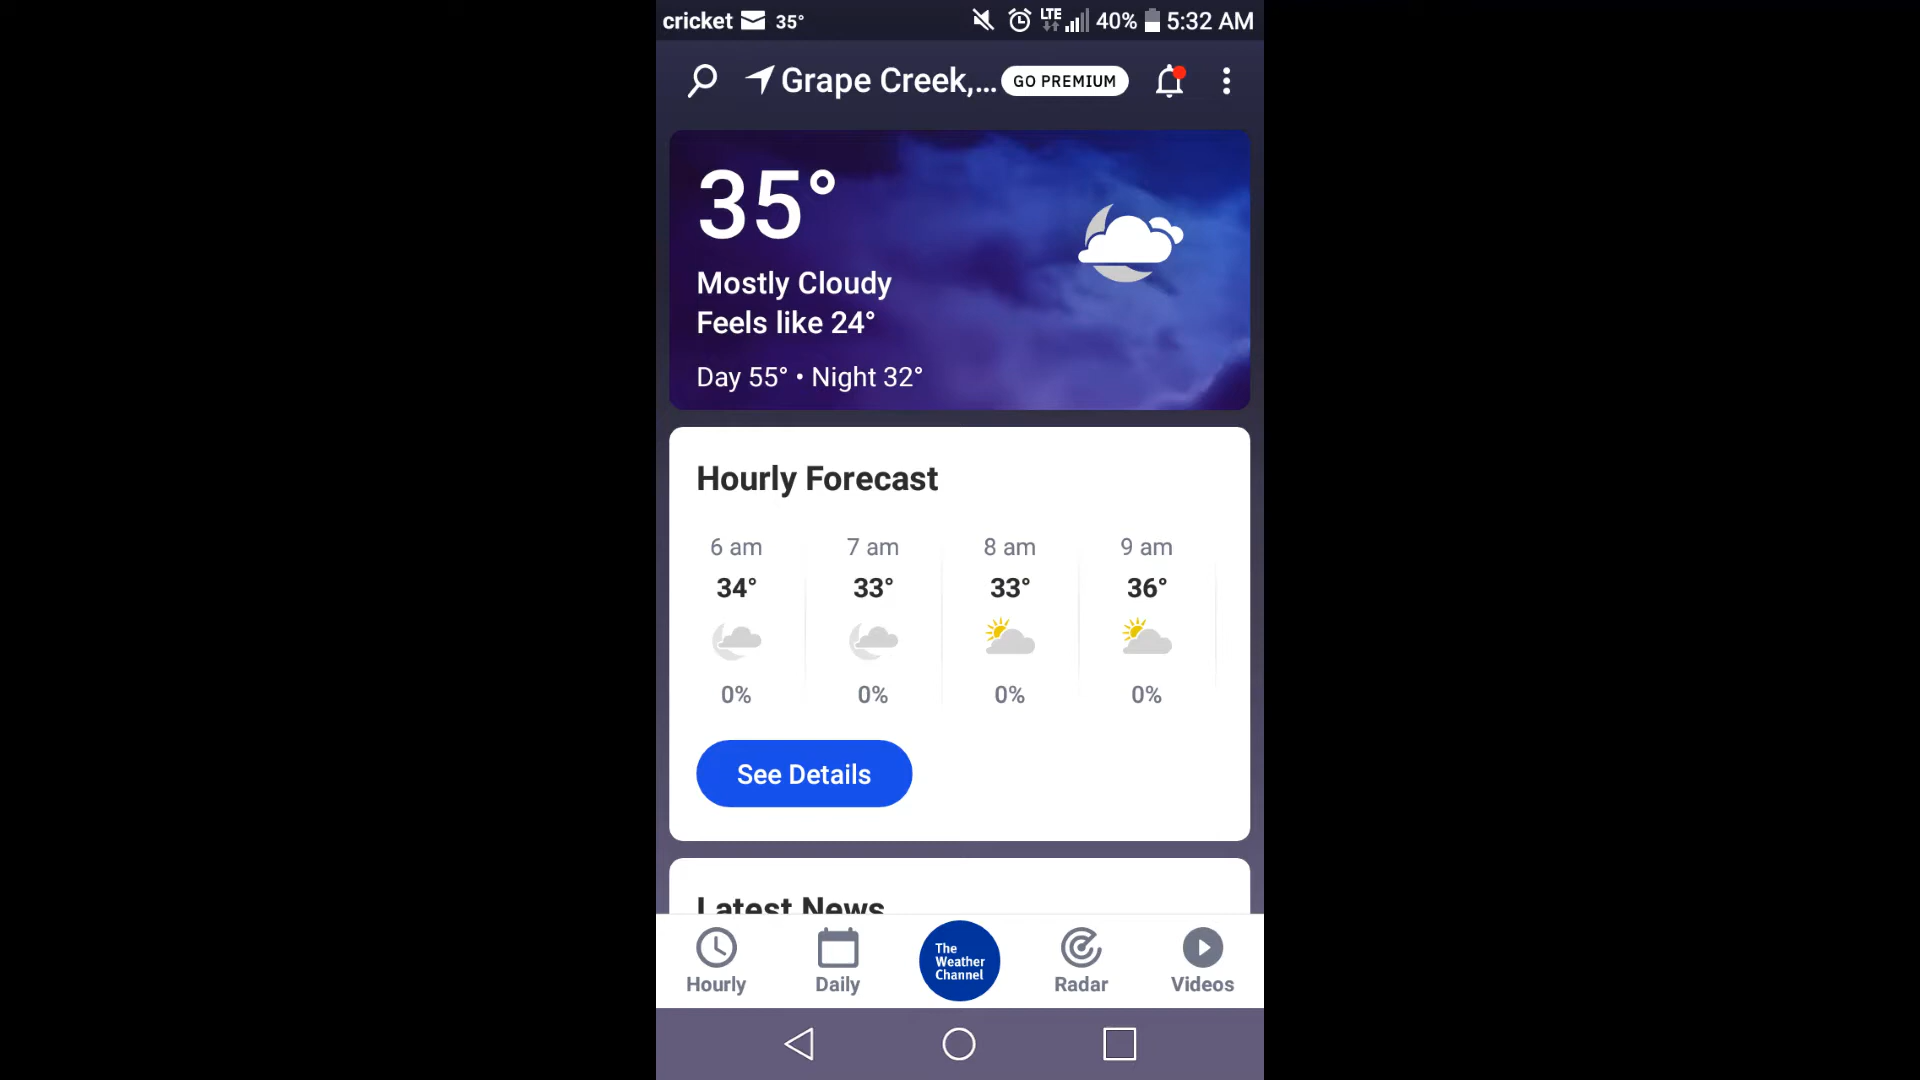 cricket 35° LTE 40% 5:32 AM
Grape Creek,... GO PREMIUM
35°
Mostly Cloudy
Feels like 24°
Day 55° • Night 32°
Hourly Forecast
6 am 7 am 8 am 9 am
34° 33° 33° 36°
0% 0% 0% 0%
See Details
Latest News
The
Weather
Channel
Hourly Daily Radar Videos